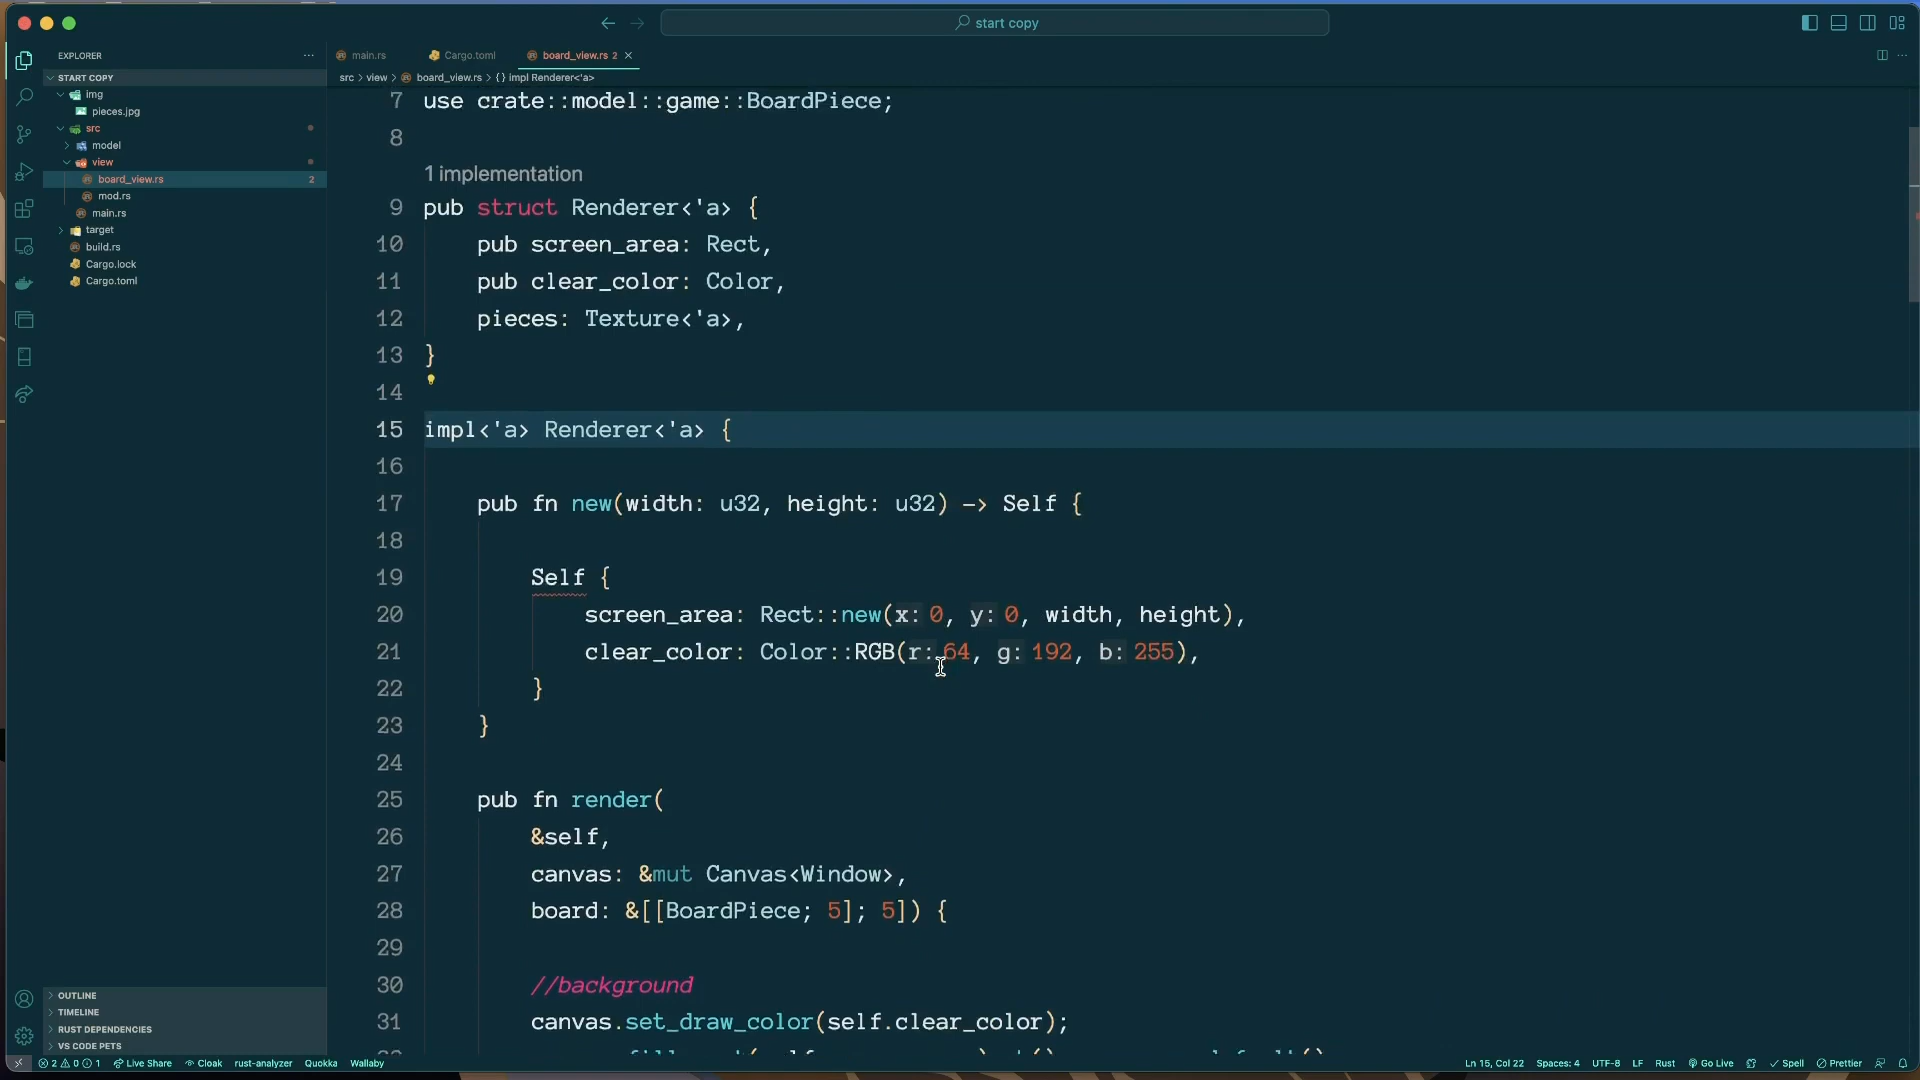 start copy
EXPLORER
main.rs
Cargo.toml
board_view.rs 2
START COPY
src > view > board_view.rs > {} impl Renderer<'a>
img
pieces.jpg
src
model
view
board_view.rs 2
mod.rs
main.rs
target
build.rs
Cargo.lock
Cargo.toml
7 use crate::model::game::BoardPiece;
8
1 implementation
9 pub struct Renderer<'a> {
10 pub screen_area: Rect,
11 pub clear_color: Color,
12 pieces: Texture<'a>,
13 }
14
15 impl<'a> Renderer<'a> {
16
17 pub fn new(width: u32, height: u32) -> Self {
18
19 Self {
20 screen_area: Rect::new(x: 0, y: 0, width, height),
21 clear_color: Color::RGB(r: 64, g: 192, b: 255),
22 }
23 }
24
25 pub fn render(
26 &self,
27 canvas: &mut Canvas<Window>,
28 board: &[[BoardPiece; 5]; 5]) {
29
30 //background
31 canvas.set_draw_color(self.clear_color);
OUTLINE
TIMELINE
RUST DEPENDENCIES
VS CODE PETS
2 0 1 Live Share Cloak rust-analyzer Quokka Wallaby Ln 15, Col 22 Spaces: 4 UTF-8 LF Rust Go Live Spell Prettier